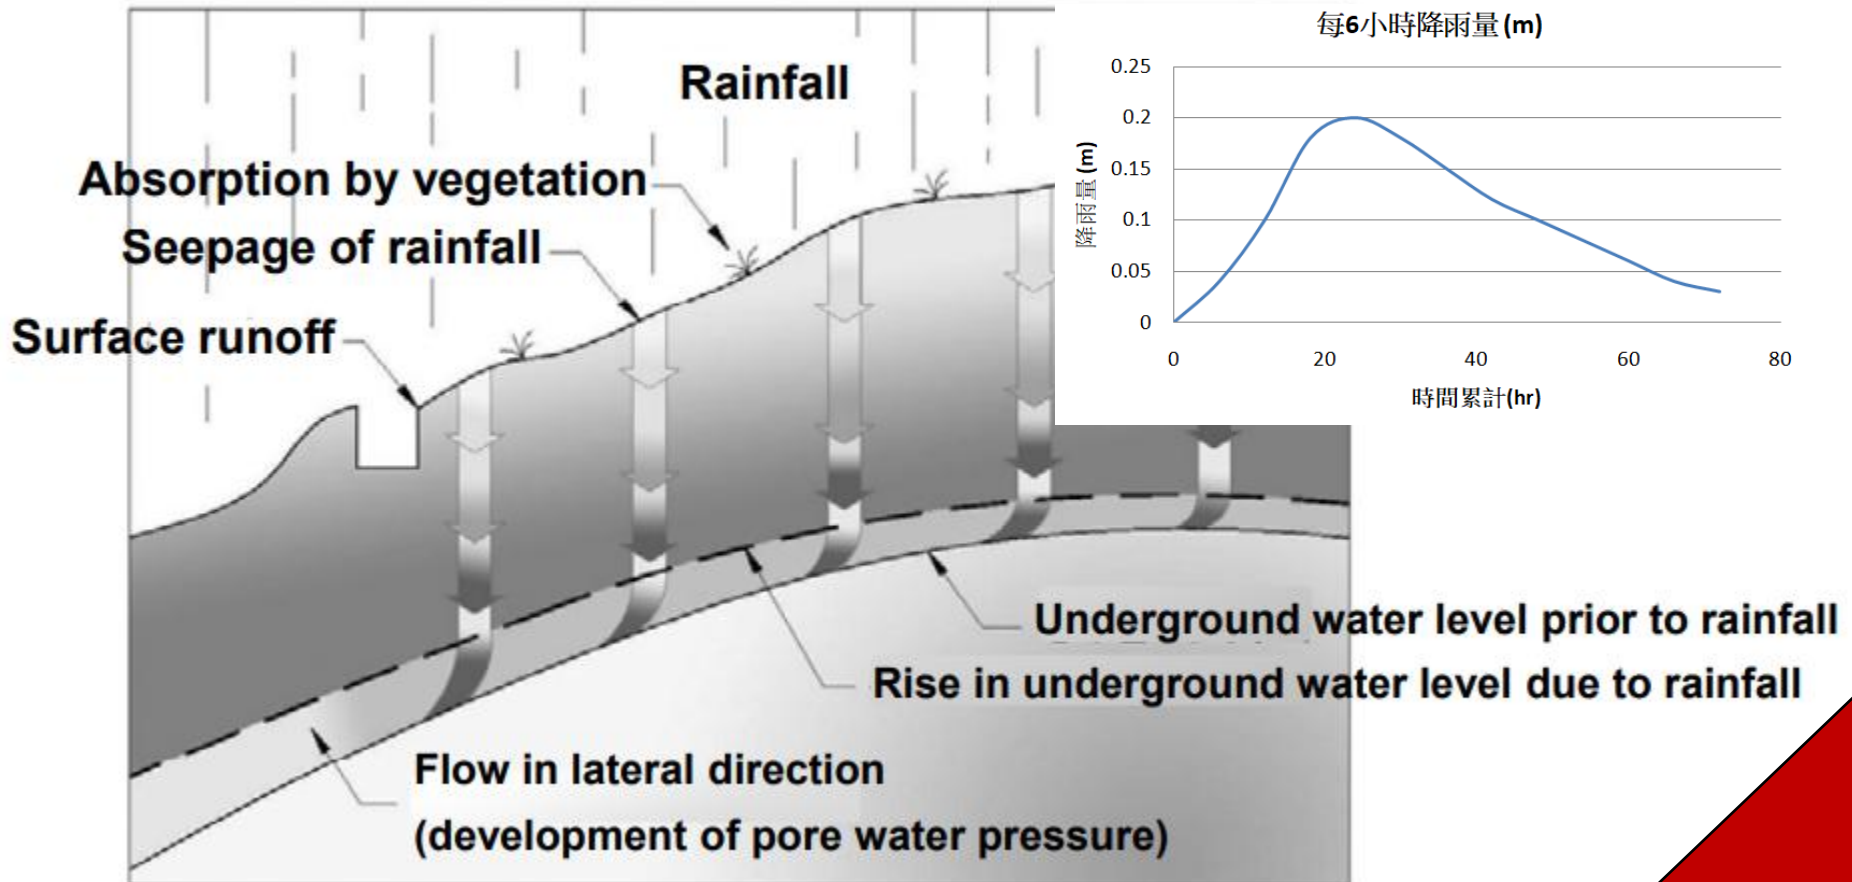 Rainfall
Absorption by vegetation
Seepage of rainfall
Surface runoff
每6小時降雨量(m)
降雨量(m)
0.25
0.2
0.15
0.1
0.05
0
0 20 40 60 80
時間累計(hr)
Underground water level prior to rainfall
Rise in underground water level due to rainfall
Flow in lateral direction
(development of pore water pressure)